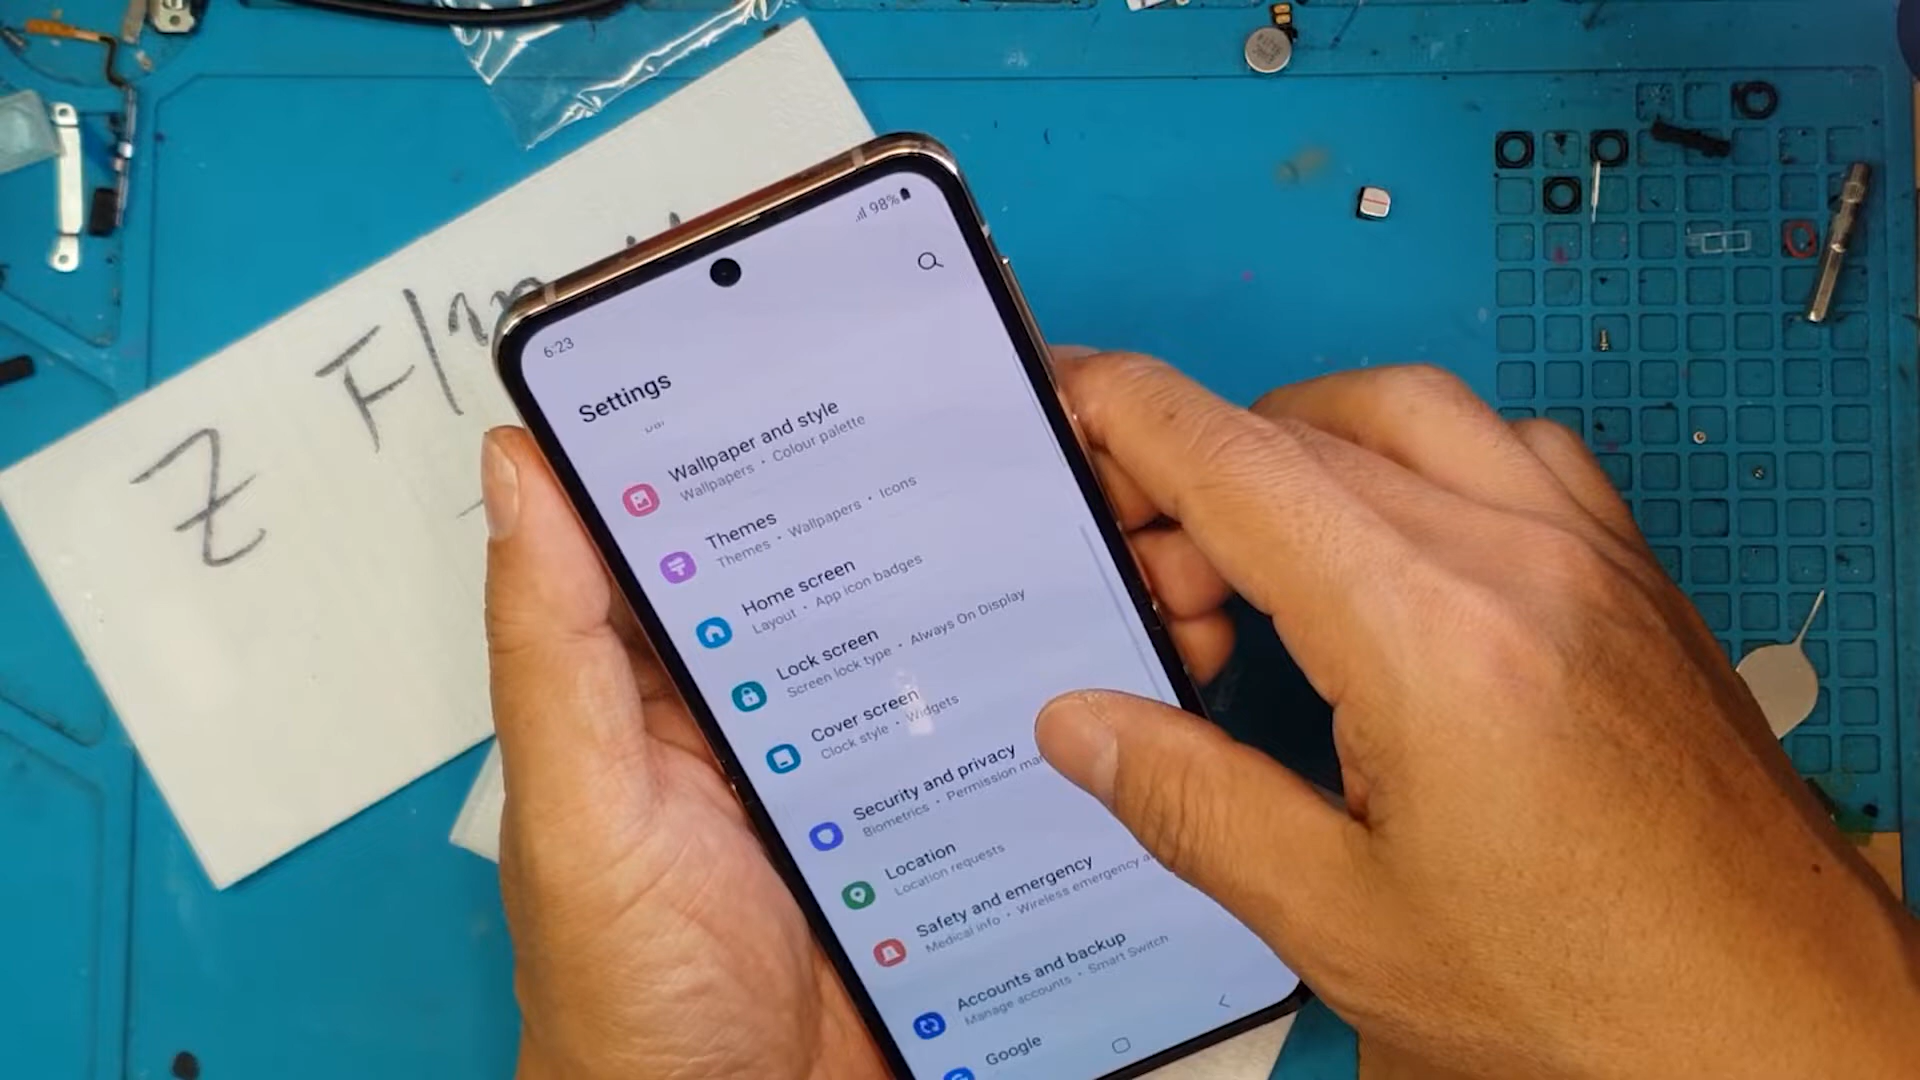 98%
6:23
Settings
Wallpaper and style
Wallpapers • Colour palette
Themes
Themes • Wallpapers • Icons
Home screen
Layout • App icon badges
Lock screen
Screen lock type • Always On Display
Cover screen
Clock style • Widgets
Security and privacy
Biometrics • Permission
Location
Location requests
Safety and emergency
Medical info • Wireless emergency
Accounts and backup
Manage accounts • Smart Switch
Google
Z